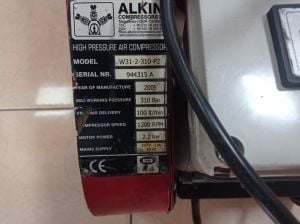 ALKIN
COMPRESSORS
HIGH PRESSURE AIR COMPRESSOR
MODEL W31-2-310-P2
SERIAL NR. 944315 A
YEAR OF MANUFACTURE 2005
MAX WORKING PRESSURE 310 Bar
FREE AIR DELIVERY 100 lt/min
COMPRESSOR SPEED 1200 RPM
MOTOR POWER 2.2 kw
MAINS SUPPLY
CE